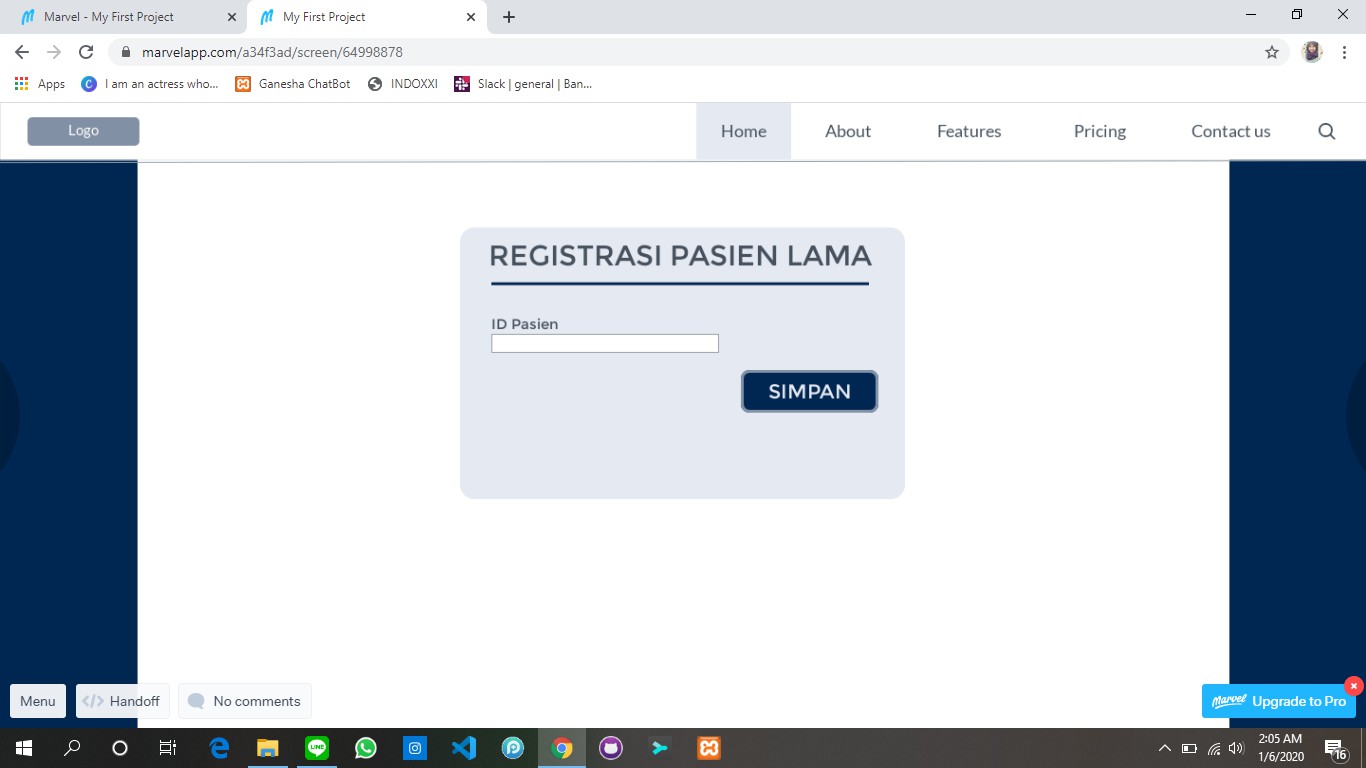 Marvel - My First Project
My First Project
marvelapp.com/a34f3ad/screen/64998878
Apps
I am an actress who...
Ganesha ChatBot
INDOXXI
Slack | general | Ban...
Logo
Home
About
Features
Pricing
Contact us
REGISTRASI PASIEN LAMA
ID Pasien
SIMPAN
Menu
Handoff
No comments
Marvel Upgrade to Pro
LINE
2:05 AM
1/6/2020
16